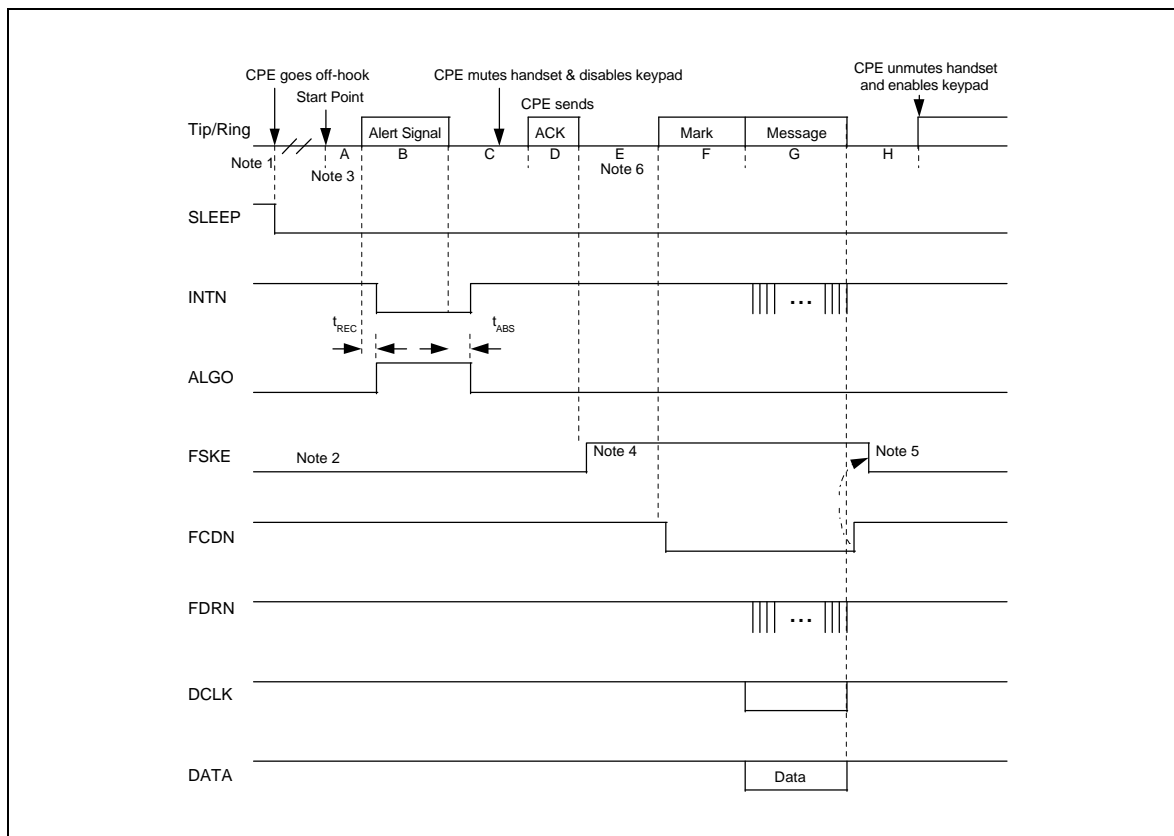 CPE goes off-hook
Start Point
CPE mutes handset & disables keypad
CPE sends
CPE unmutes handset
and enables keypad
Tip/Ring
Alert Signal
ACK
Mark
Message
Note 1
A
B
C
D
E
F
G
H
Note 3
Note 6
SLEEP
INTN
...
tREC
tABS
ALGO
FSKE
Note 2
Note 4
Note 5
FCDN
FDRN
...
DCLK
DATA
Data